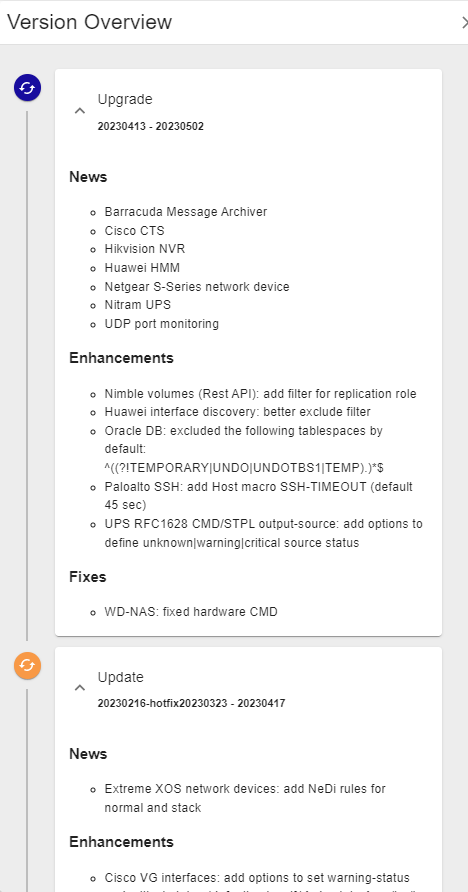 Version Overview
Upgrade
20230413 - 20230502
News
Barracuda Message Archiver
Cisco CTS
Hikvision NVR
Huawei HMM
Netgear S-Series network device
Nitram UPS
UDP port monitoring
Enhancements
Nimble volumes (Rest API): add filter for replication role
Huawei interface discovery: better exclude filter
Oracle DB: excluded the following tablespaces by
default:
^((?!TEMPORARY|UNDO|UNDOTBS1|TEMP).)*$
Paloalto SSH: add Host macro SSH-TIMEOUT (default
45 sec)
UPS RFC1628 CMD/STPL output-source: add options to
define unknown|warning|critical source status
Fixes
WD-NAS: fixed hardware CMD
Update
20230216-hotfix20230323 - 20230417
News
Extreme XOS network devices: add NeDi rules for
normal and stack
Enhancements
Cisco VG interfaces: add options to set warning-status